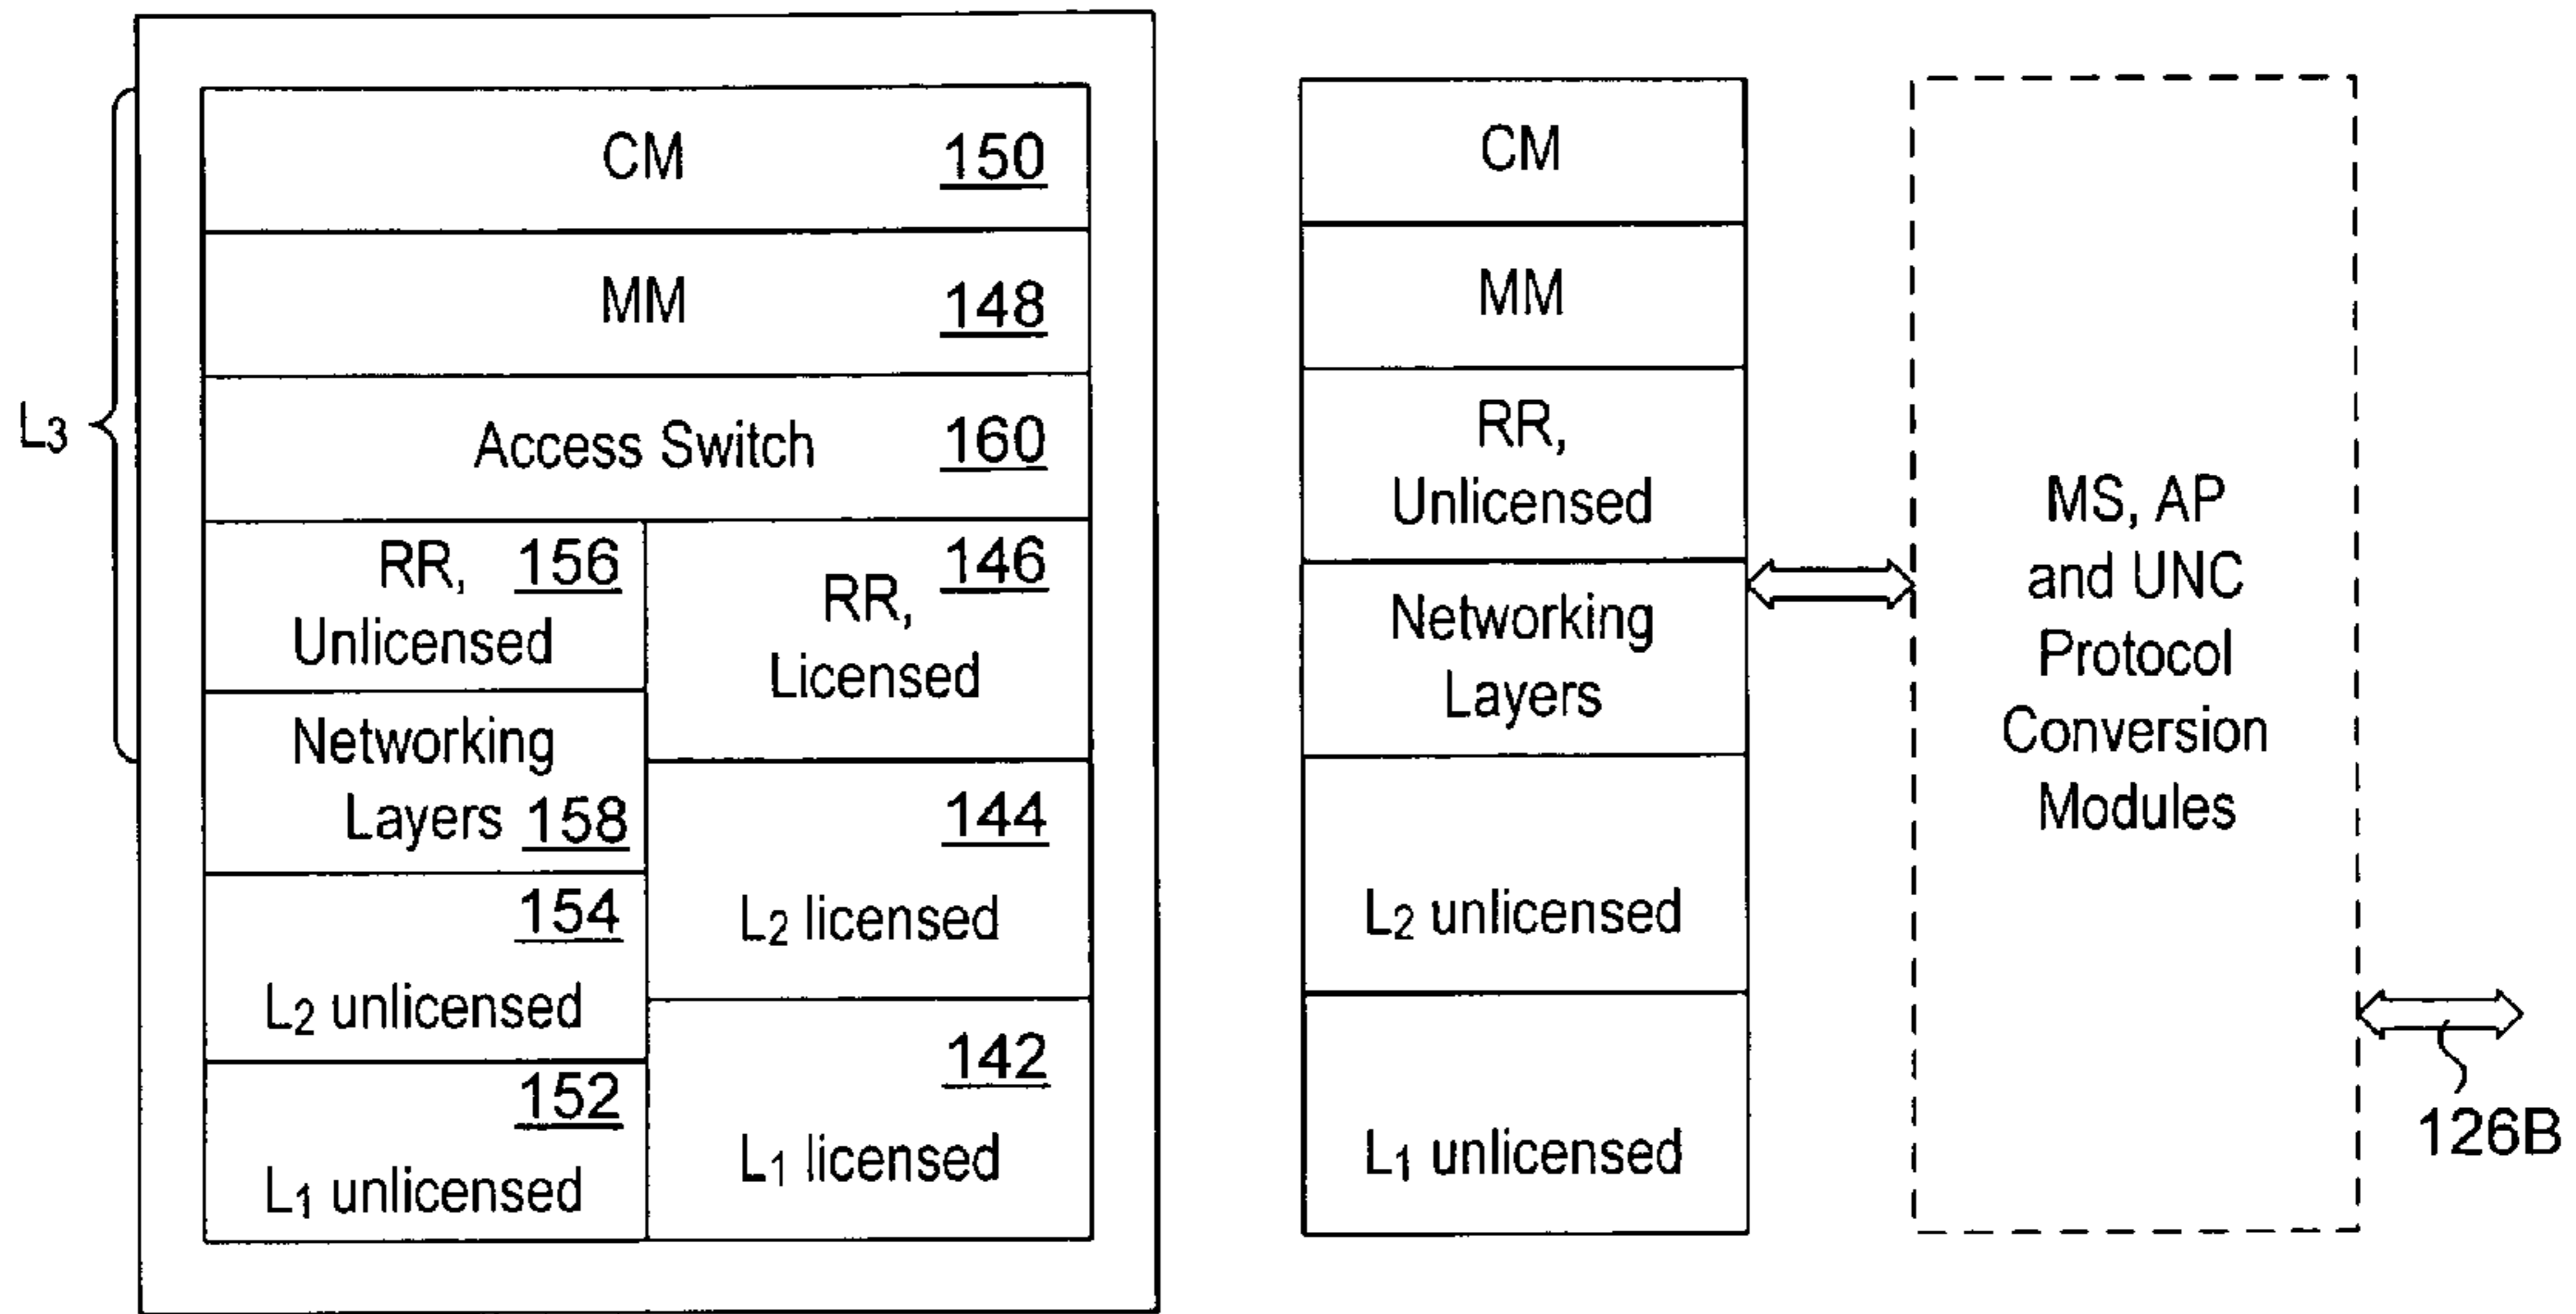 L3
CM 150
MM 148
Access Switch 160
RR, 156
Unlicensed
Networking
Layers 158
154
L2 unlicensed
152
L1 unlicensed
146
RR,
Licensed
144
L2 licensed
142
L1 licensed
CM
MM
RR,
Unlicensed
Networking
Layers
L2 unlicensed
L1 unlicensed
MS, AP
and UNC
Protocol
Conversion
Modules
126B